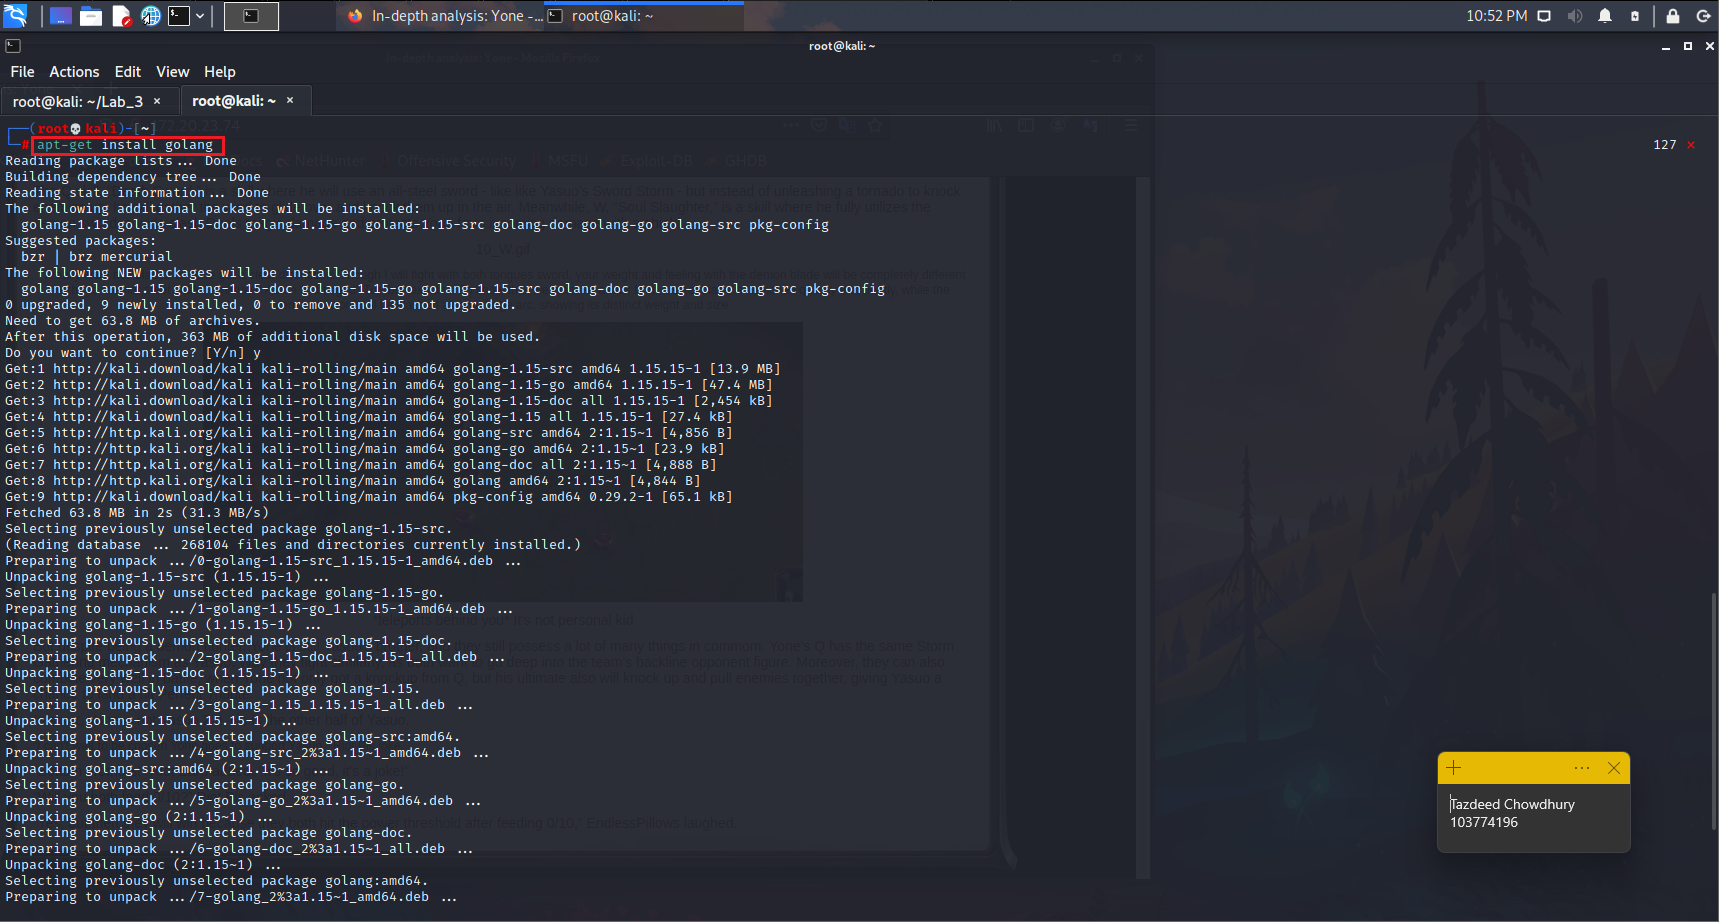 In-depth analysis: Yone -...
root@kali: ~
10:52 PM
root@kali: ~
File Actions Edit View Help
root@kali: ~/Lab_3 ×
root@kali: ~ ×
(root💀kali)-[~]
# apt-get install golang
127 ×
Reading package lists... Done
Building dependency tree... Done
Reading state information... Done
The following additional packages will be installed:
golang-1.15 golang-1.15-doc golang-1.15-go golang-1.15-src golang-doc golang-go golang-src pkg-config
Suggested packages:
bzr | brz mercurial
The following NEW packages will be installed:
golang golang-1.15 golang-1.15-doc golang-1.15-go golang-1.15-src golang-doc golang-go golang-src pkg-config
0 upgraded, 9 newly installed, 0 to remove and 135 not upgraded.
Need to get 63.8 MB of archives.
After this operation, 363 MB of additional disk space will be used.
Do you want to continue? [Y/n] y
Get:1 http://kali.download/kali kali-rolling/main amd64 golang-1.15-src amd64 1.15.15-1 [13.9 MB]
Get:2 http://kali.download/kali kali-rolling/main amd64 golang-1.15-go amd64 1.15.15-1 [47.4 MB]
Get:3 http://kali.download/kali kali-rolling/main amd64 golang-1.15-doc all 1.15.15-1 [2,454 kB]
Get:4 http://kali.download/kali kali-rolling/main amd64 golang-1.15 all 1.15.15-1 [27.4 kB]
Get:5 http://http.kali.org/kali kali-rolling/main amd64 golang-src amd64 2:1.15~1 [4,856 B]
Get:6 http://http.kali.org/kali kali-rolling/main amd64 golang-go amd64 2:1.15~1 [23.9 kB]
Get:7 http://http.kali.org/kali kali-rolling/main amd64 golang-doc all 2:1.15~1 [4,888 B]
Get:8 http://http.kali.org/kali kali-rolling/main amd64 golang amd64 2:1.15~1 [4,844 B]
Get:9 http://kali.download/kali kali-rolling/main amd64 pkg-config amd64 0.29.2-1 [65.1 kB]
Fetched 63.8 MB in 2s (31.3 MB/s)
Selecting previously unselected package golang-1.15-src.
(Reading database ... 268104 files and directories currently installed.)
Preparing to unpack .../0-golang-1.15-src_1.15.15-1_amd64.deb ...
Unpacking golang-1.15-src (1.15.15-1) ...
Selecting previously unselected package golang-1.15-go.
Preparing to unpack .../1-golang-1.15-go_1.15.15-1_amd64.deb ...
Unpacking golang-1.15-go (1.15.15-1) ...
Selecting previously unselected package golang-1.15-doc.
Preparing to unpack .../2-golang-1.15-doc_1.15.15-1_all.deb ...
Unpacking golang-1.15-doc (1.15.15-1) ...
Selecting previously unselected package golang-1.15.
Preparing to unpack .../3-golang-1.15_1.15.15-1_all.deb ...
Unpacking golang-1.15 (1.15.15-1) ...
Selecting previously unselected package golang-src:amd64.
Preparing to unpack .../4-golang-src_2%3a1.15~1_amd64.deb ...
Unpacking golang-src:amd64 (2:1.15~1) ...
Selecting previously unselected package golang-go.
Preparing to unpack .../5-golang-go_2%3a1.15~1_amd64.deb ...
Unpacking golang-go (2:1.15~1) ...
Selecting previously unselected package golang-doc.
Preparing to unpack .../6-golang-doc_2%3a1.15~1_all.deb ...
Unpacking golang-doc (2:1.15~1) ...
Selecting previously unselected package golang:amd64.
Preparing to unpack .../7-golang_2%3a1.15~1_amd64.deb ...
Tazdeed Chowdhury
103774196